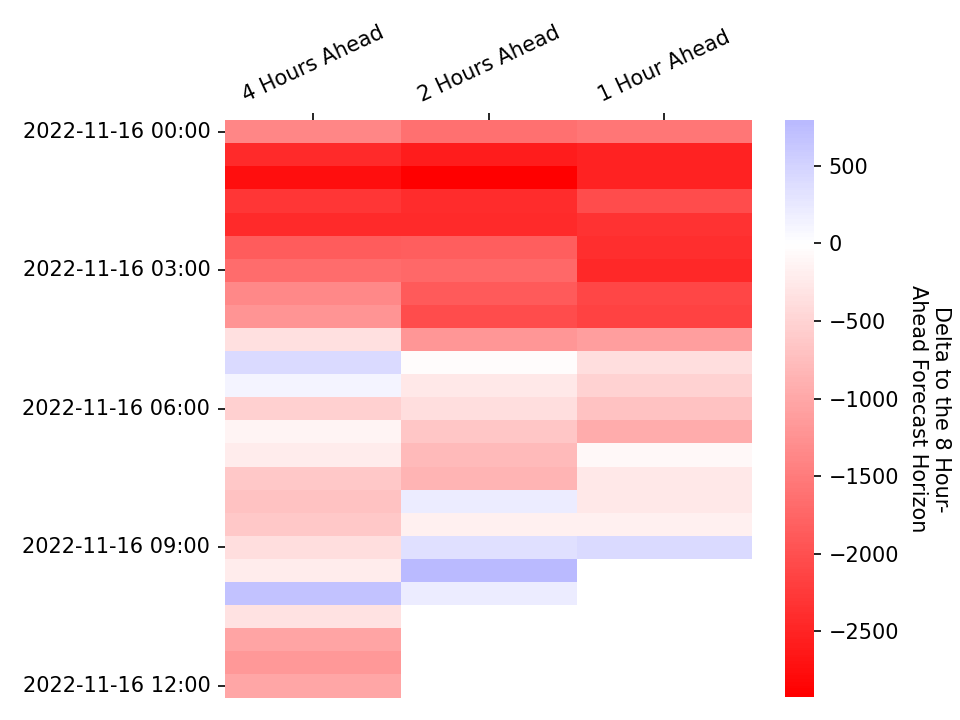 4 Hours Ahead
2 Hours Ahead
1 Hour Ahead
2022-11-16 00:00
2022-11-16 03:00
2022-11-16 06:00
2022-11-16 09:00
2022-11-16 12:00
500
0
−500
−1000
−1500
−2000
−2500
Delta to the 8 Hour-
Ahead Forecast Horizon